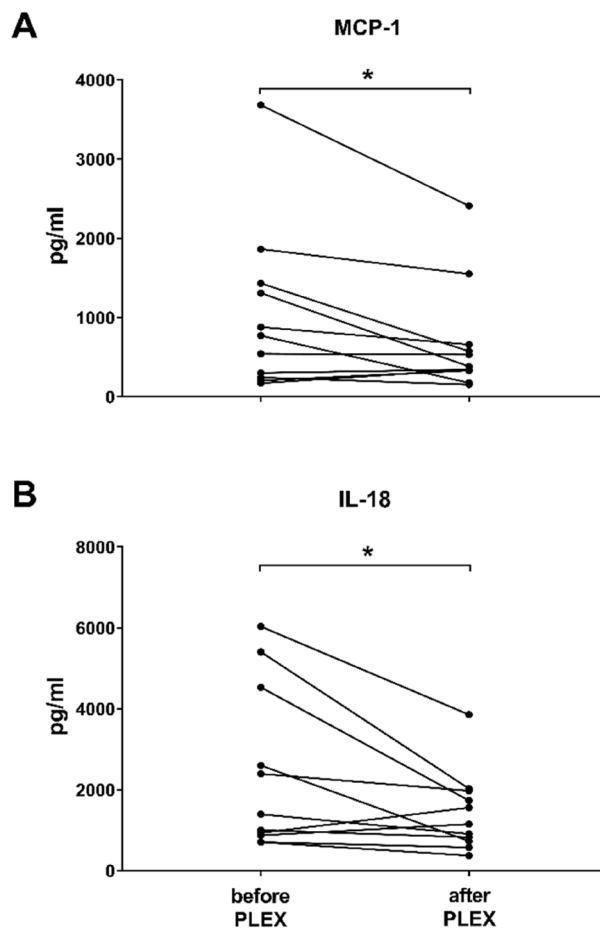 A
MCP-1
*
4000
3000
2000
1000
0
pg/ml
B
IL-18
*
8000
6000
4000
2000
0
pg/ml
before
PLEX
after
PLEX